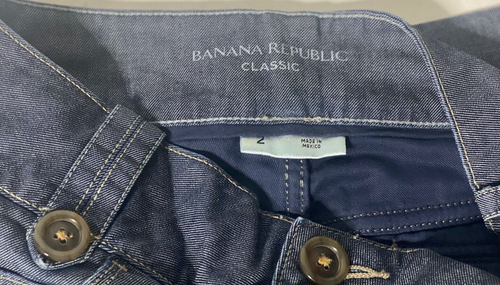 BANANA REPUBLIC
CLASSIC
2
MADE IN
MEXICO